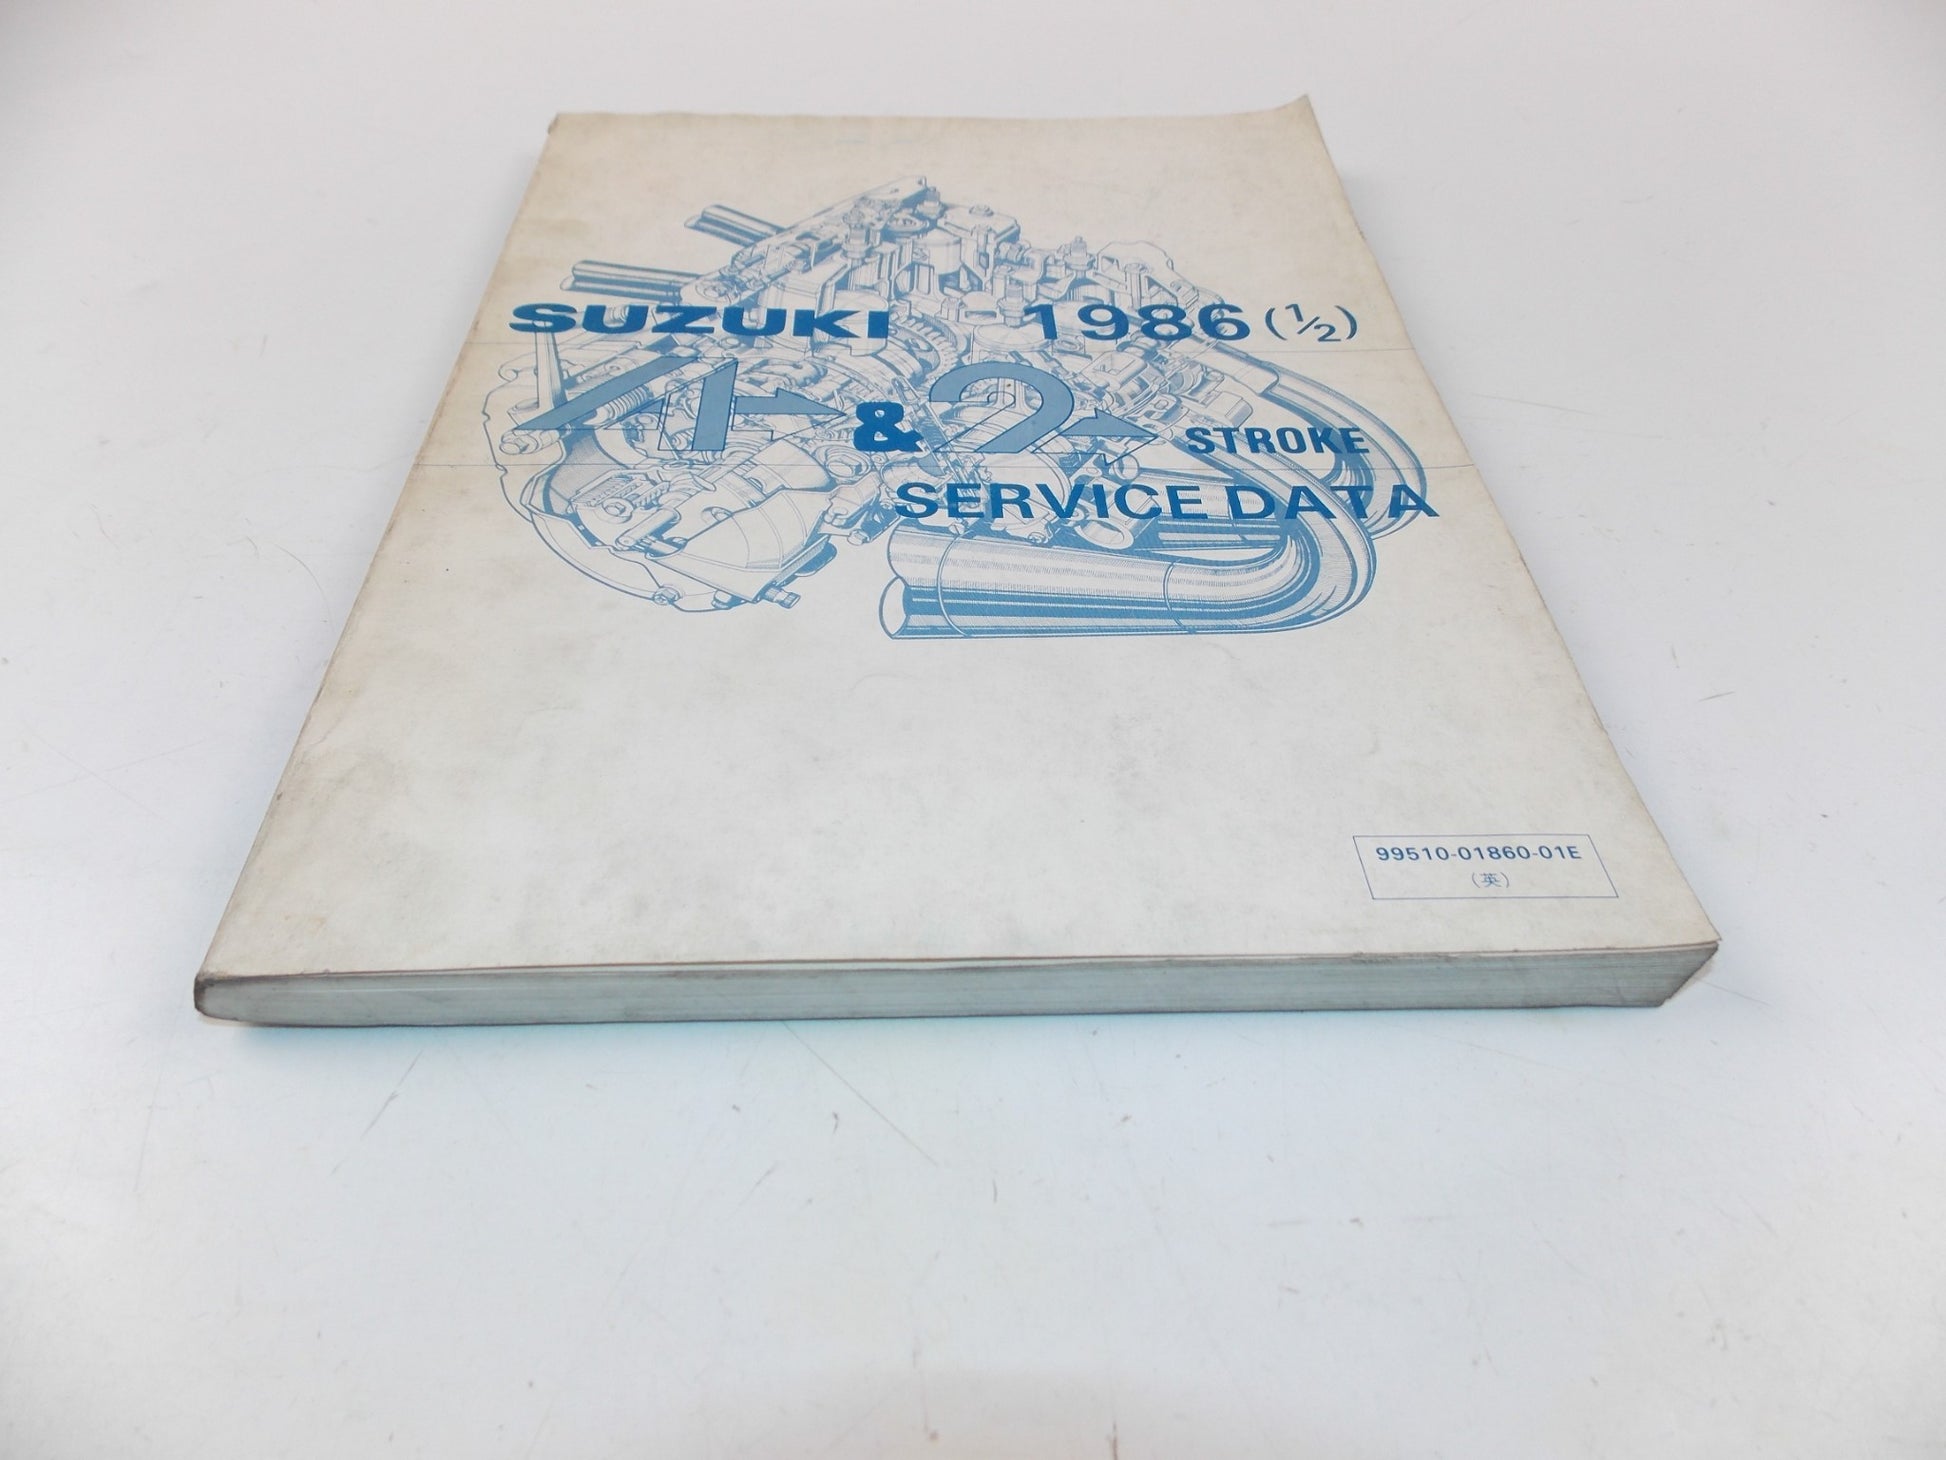 SUZUKI 1986 (1/2)
4 & 2 STROKE
SERVICE DATA
99510-01860-01E
(英)